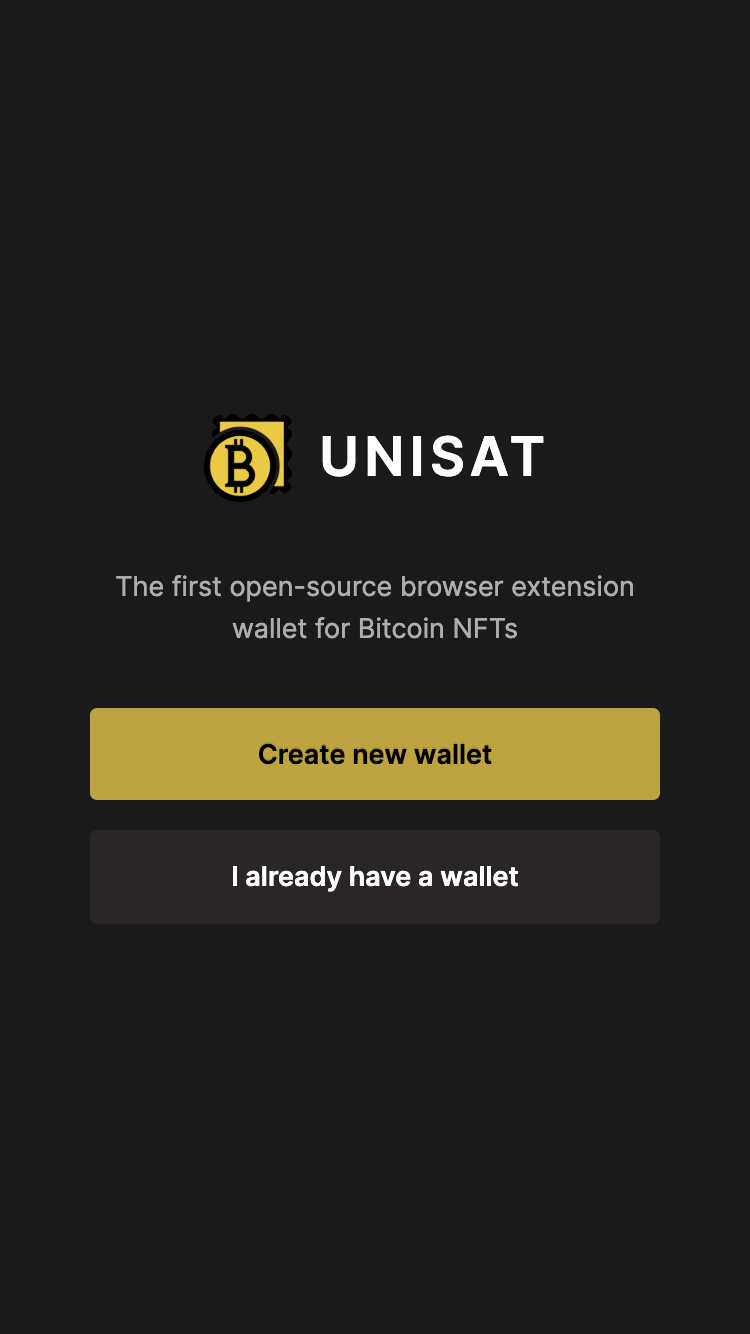 UNISAT
The first open-source browser extension
wallet for Bitcoin NFTs
Create new wallet
I already have a wallet